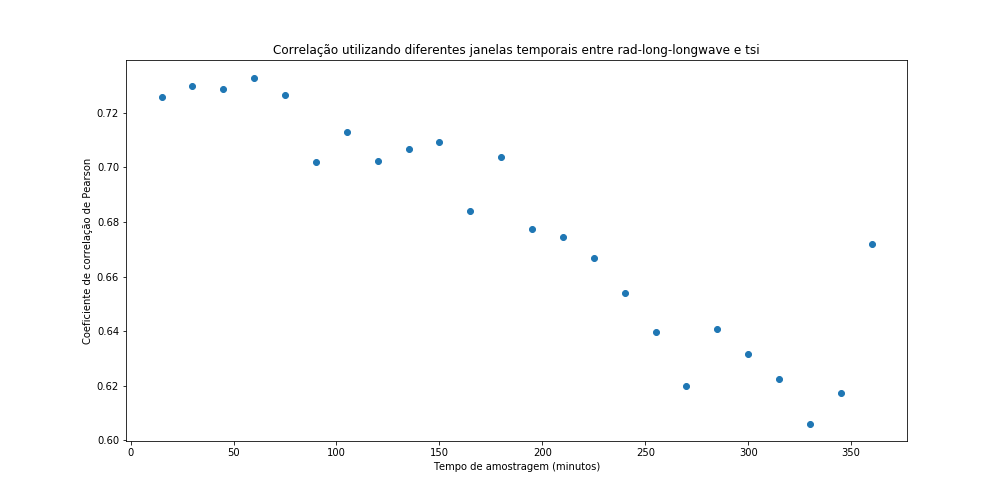 Correlação utilizando diferentes janelas temporais entre rad-long-longwave e tsi
Coeficiente de correlação de Pearson
0.72
0.70
0.68
0.66
0.64
0.62
0.60
0 50 100 150 200 250 300 350
Tempo de amostragem (minutos)